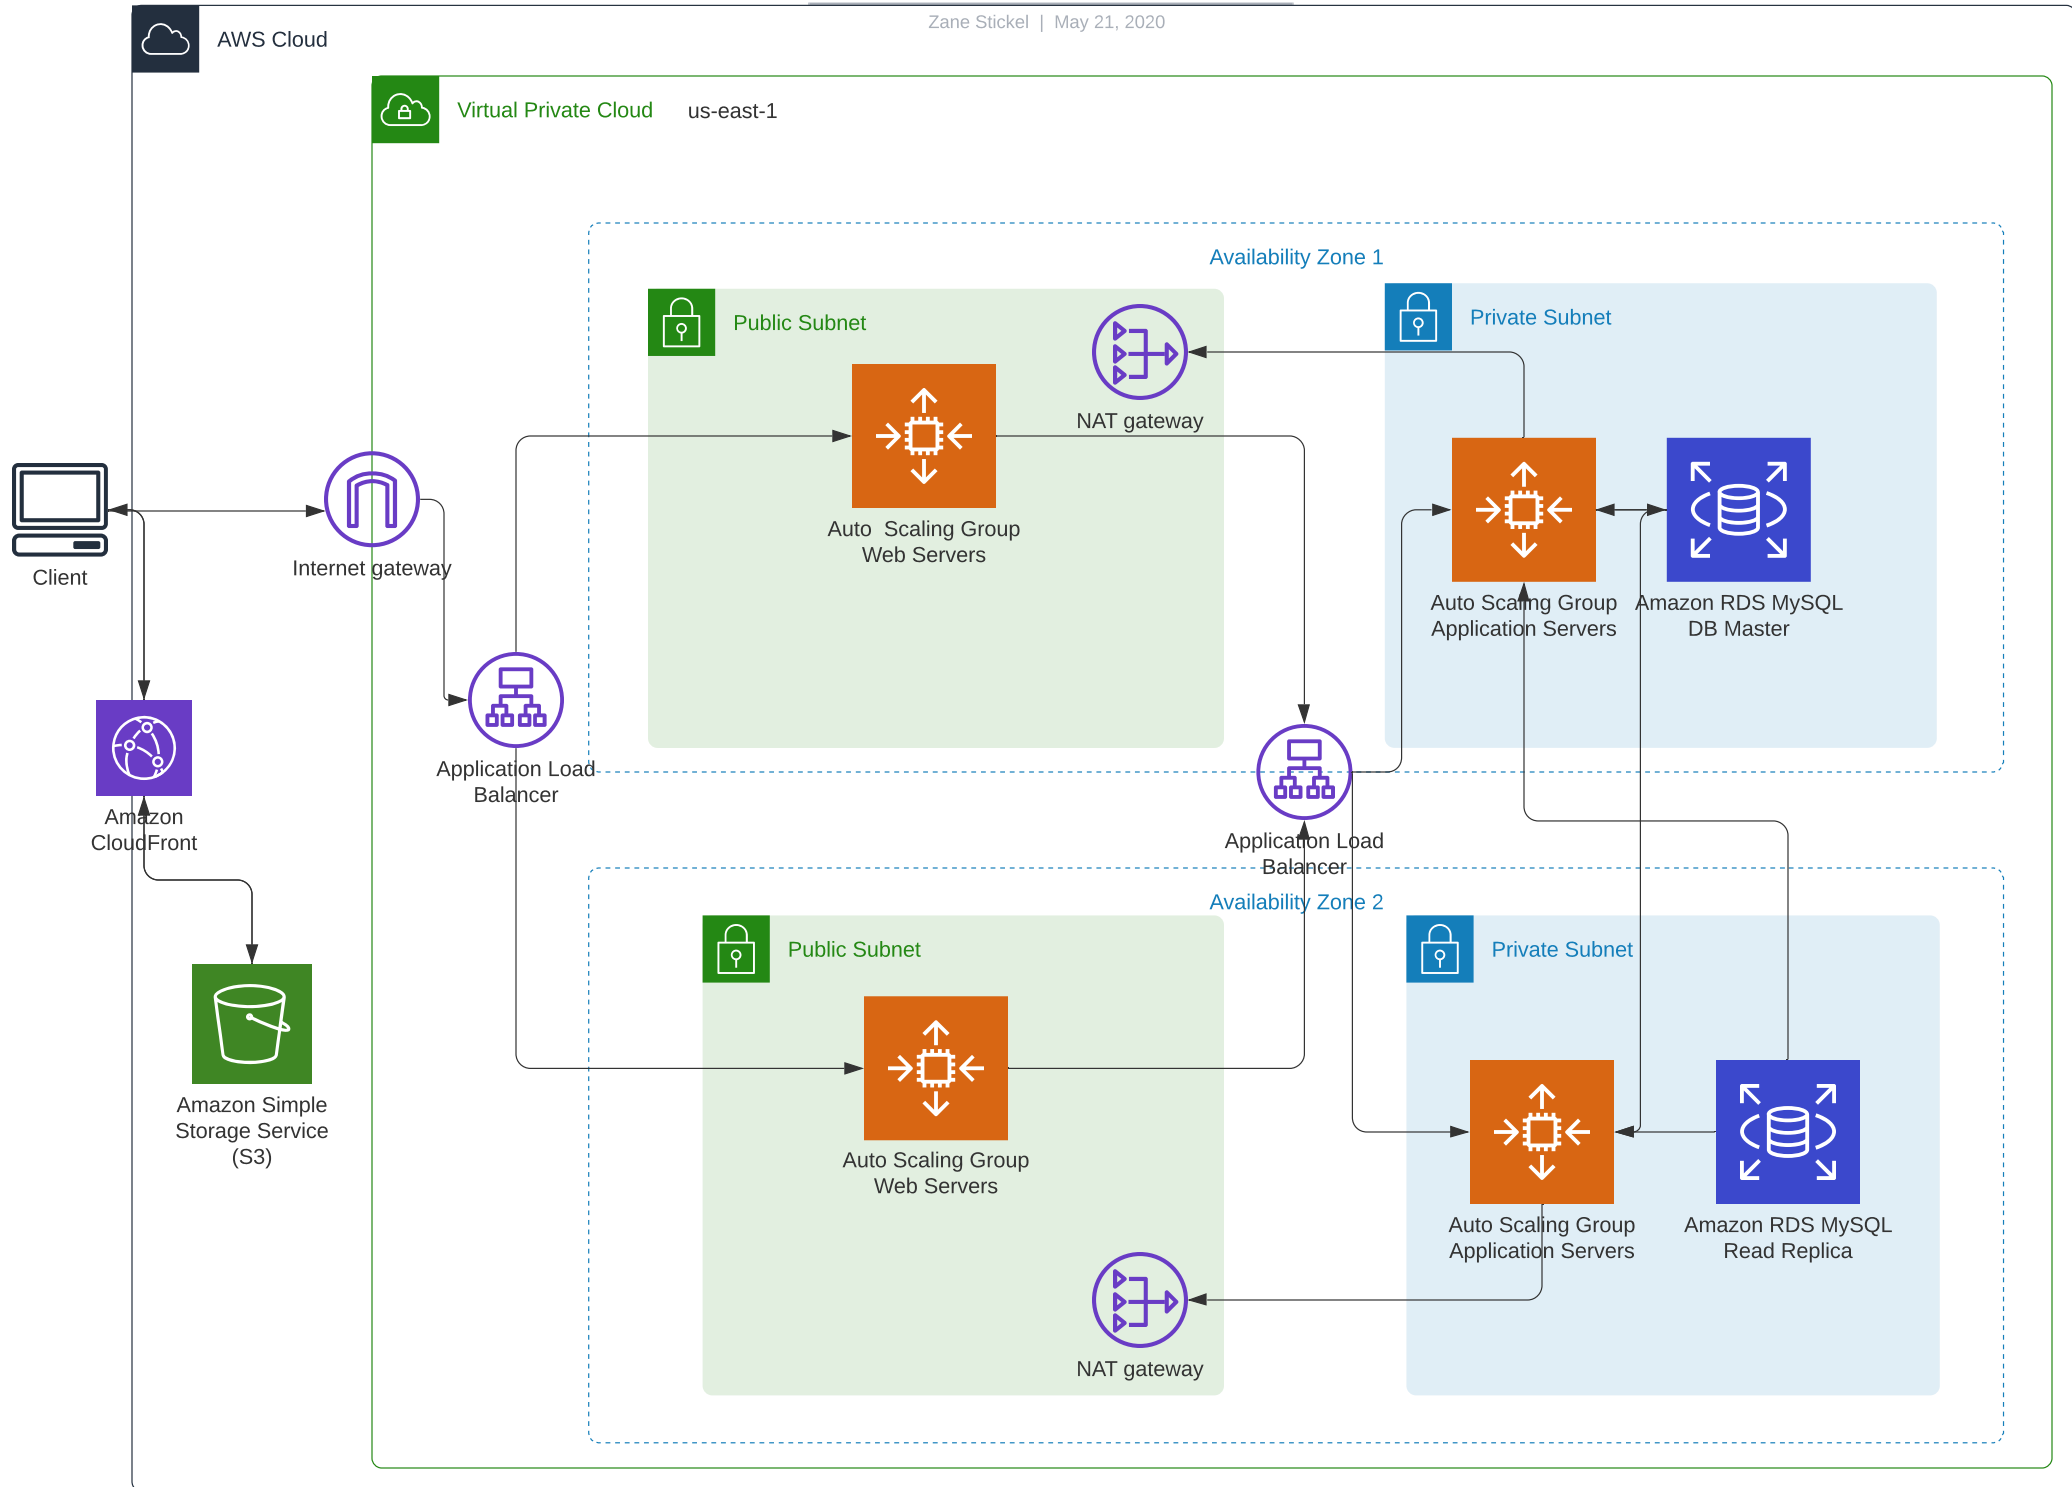 Zane Stickel | May 21, 2020
AWS Cloud
Virtual Private Cloud
us-east-1
Availability Zone 1
Public Subnet
Private Subnet
NAT gateway
Auto Scaling Group
Web Servers
Client
Internet gateway
Auto Scaling Group
Application Servers
Amazon RDS MySQL
DB Master
Application Load
Balancer
Amazon
CloudFront
Application Load
Balancer
Availability Zone 2
Public Subnet
Private Subnet
Amazon Simple
Storage Service
(S3)
Auto Scaling Group
Web Servers
Auto Scaling Group
Application Servers
Amazon RDS MySQL
Read Replica
NAT gateway